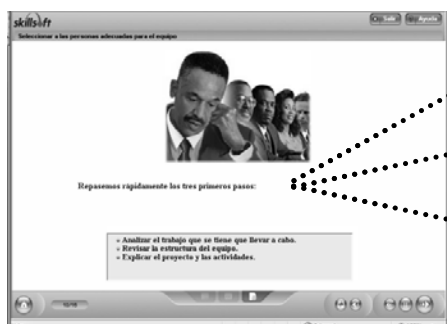 skillsoft
Salir
Ayuda
Seleccionar a las personas adecuadas para el equipo
Repasemos rápidamente los tres primeros pasos:
» Analizar el trabajo que se tiene que llevar a cabo.
» Revisar la estructura del equipo.
» Explicar el proyecto y las actividades.